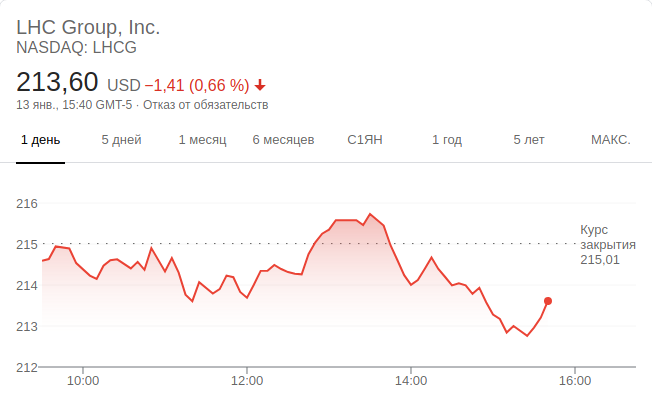 LHC Group, Inc.
NASDAQ: LHCG
213,60 USD −1,41 (0,66 %)
13 янв., 15:40 GMT-5 · Отказ от обязательств
1 день 5 дней 1 месяц 6 месяцев С1ЯН 1 год 5 лет МАКС.
216
Курс
215 закрытия
215,01
214
213
212
10:00 12:00 14:00 16:00